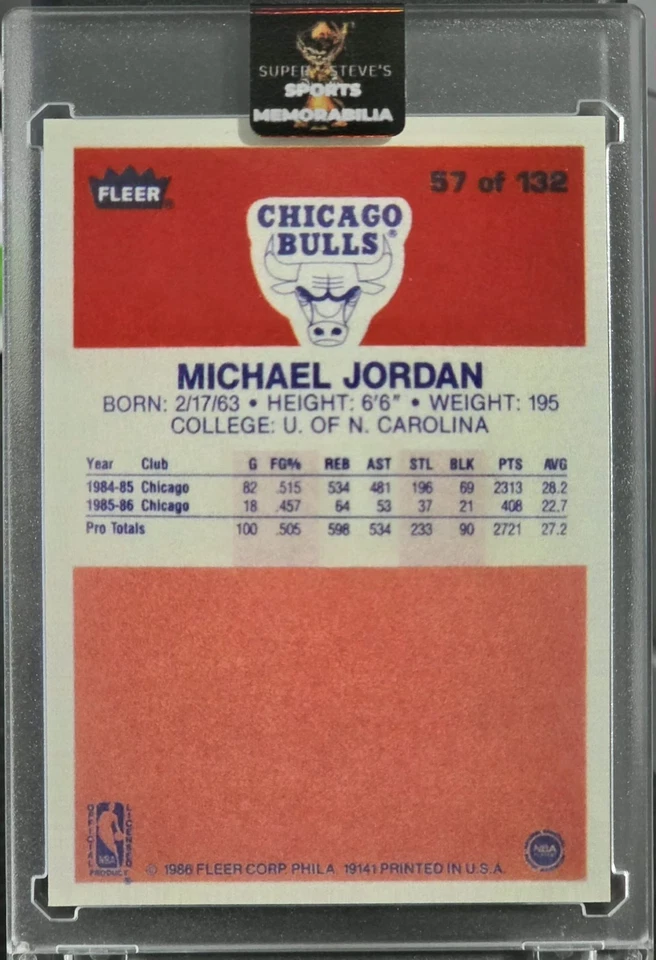 SUPER STEVE'S
SPORTS
MEMORABILIA
FLEER®
57 of 132
CHICAGO
BULLS®
MICHAEL JORDAN
BORN: 2/17/63 • HEIGHT: 6'6" • WEIGHT: 195
COLLEGE: U. OF N. CAROLINA
Year Club G FG% REB AST STL BLK PTS AVG
1984-85 Chicago 82 .515 534 481 196 69 2313 28.2
1985-86 Chicago 18 .457 64 53 37 21 408 22.7
Pro Totals 100 .505 598 534 233 90 2721 27.2
OFFICIAL
LICENSED
NBA
PRODUCT
NBA
© 1986 FLEER CORP. PHILA. 19141 PRINTED IN U.S.A.